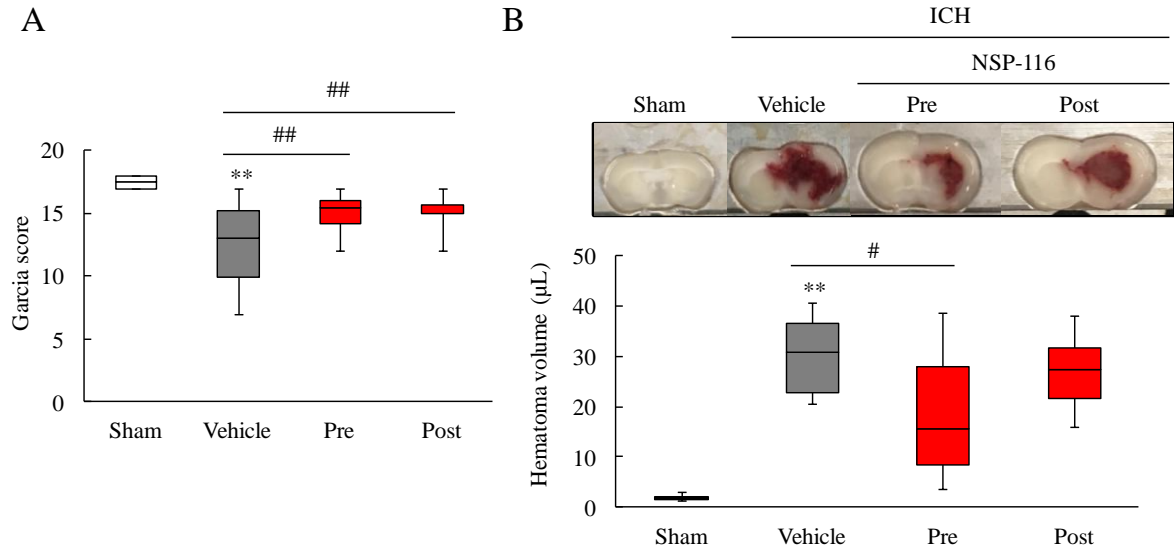 A
##
##
**
20
15
10
5
0
Garcia score
Sham Vehicle Pre Post
B
ICH
NSP-116
Sham Vehicle Pre Post
#
**
50
40
30
20
10
0
Hematoma volume (μL)
Sham Vehicle Pre Post